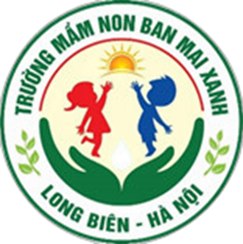 TRƯỜNG MẦM NON BAN MAI XANH
LONG BIÊN - HÀ NỘI